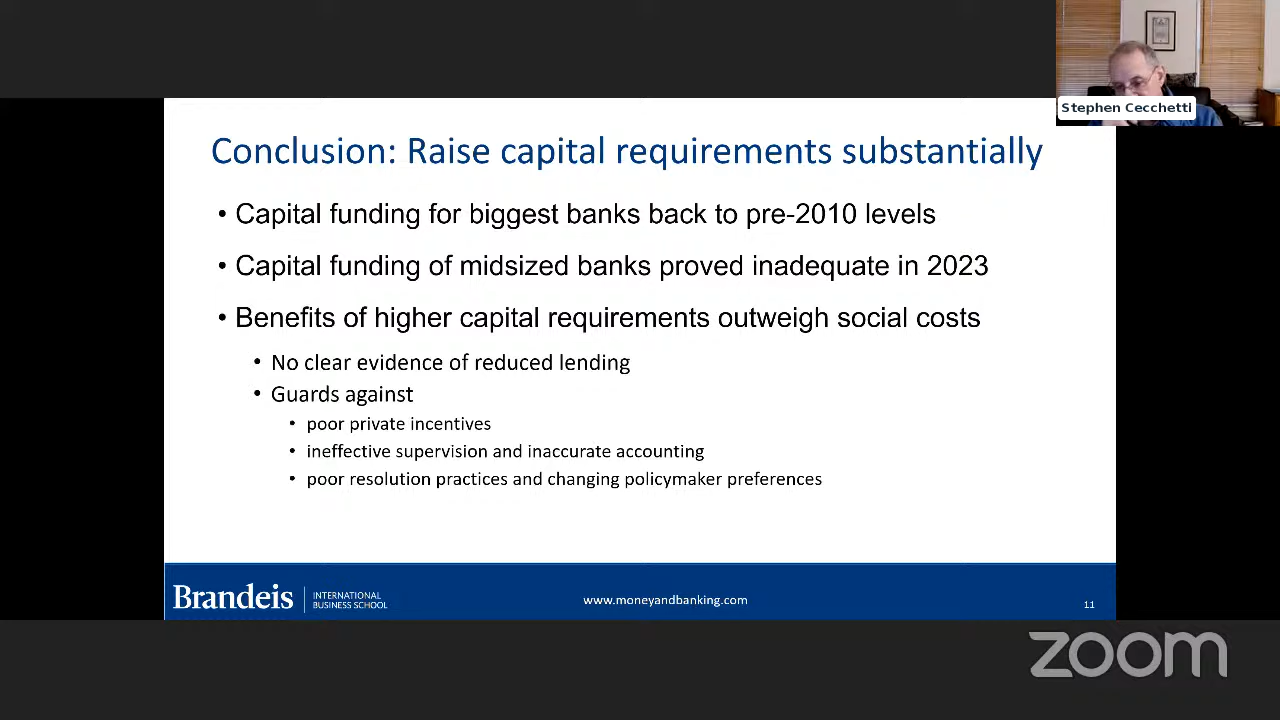 Stephen Cecchetti
Conclusion: Raise capital requirements substantially
• Capital funding for biggest banks back to pre-2010 levels
• Capital funding of midsized banks proved inadequate in 2023
• Benefits of higher capital requirements outweigh social costs
• No clear evidence of reduced lending
• Guards against
• poor private incentives
• ineffective supervision and inaccurate accounting
• poor resolution practices and changing policymaker preferences
Brandeis
INTERNATIONAL
BUSINESS SCHOOL
www.moneyandbanking.com
11
zoom